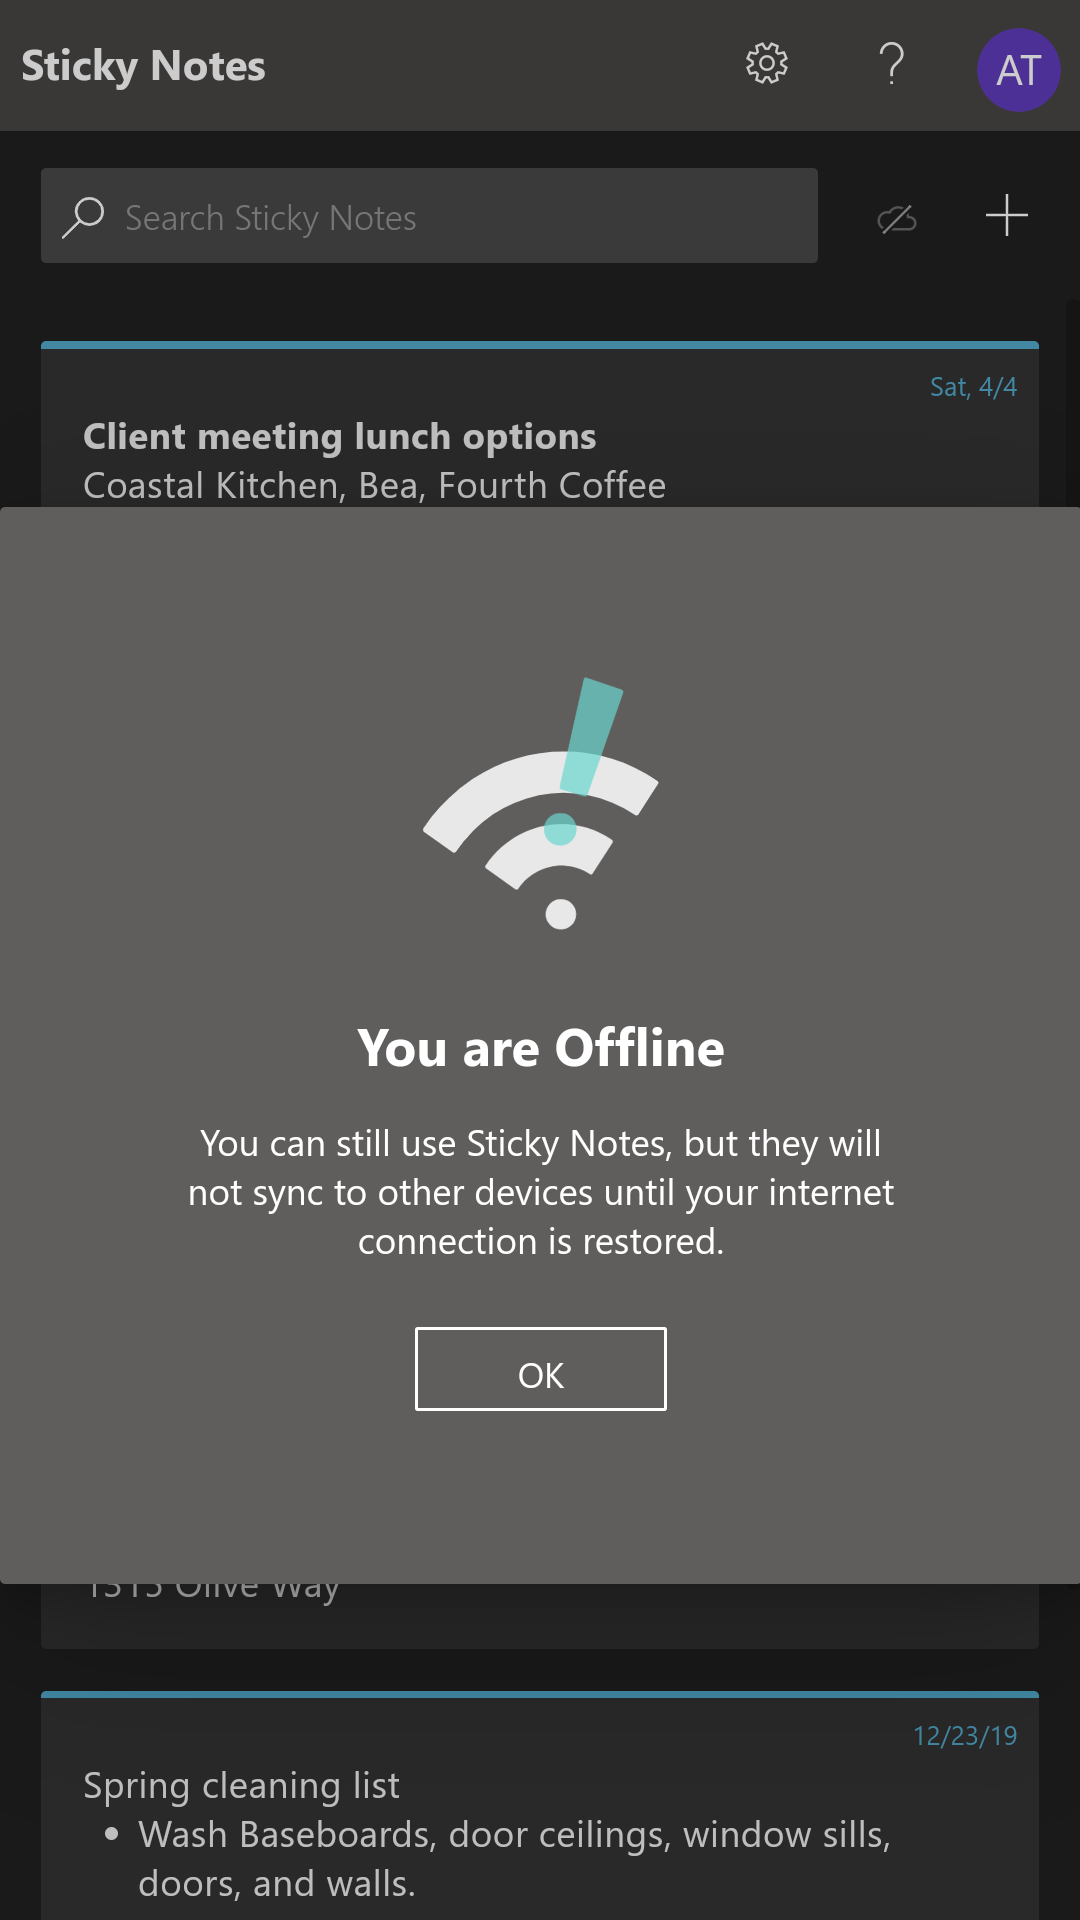 Sticky Notes
AT
Search Sticky Notes
Sat, 4/4
Client meeting lunch options
Coastal Kitchen, Bea, Fourth Coffee
You are Offline
You can still use Sticky Notes, but they will
not sync to other devices until your internet
connection is restored.
OK
1515 Olive Way
12/23/19
Spring cleaning list
• Wash Baseboards, door ceilings, window sills,
doors, and walls.